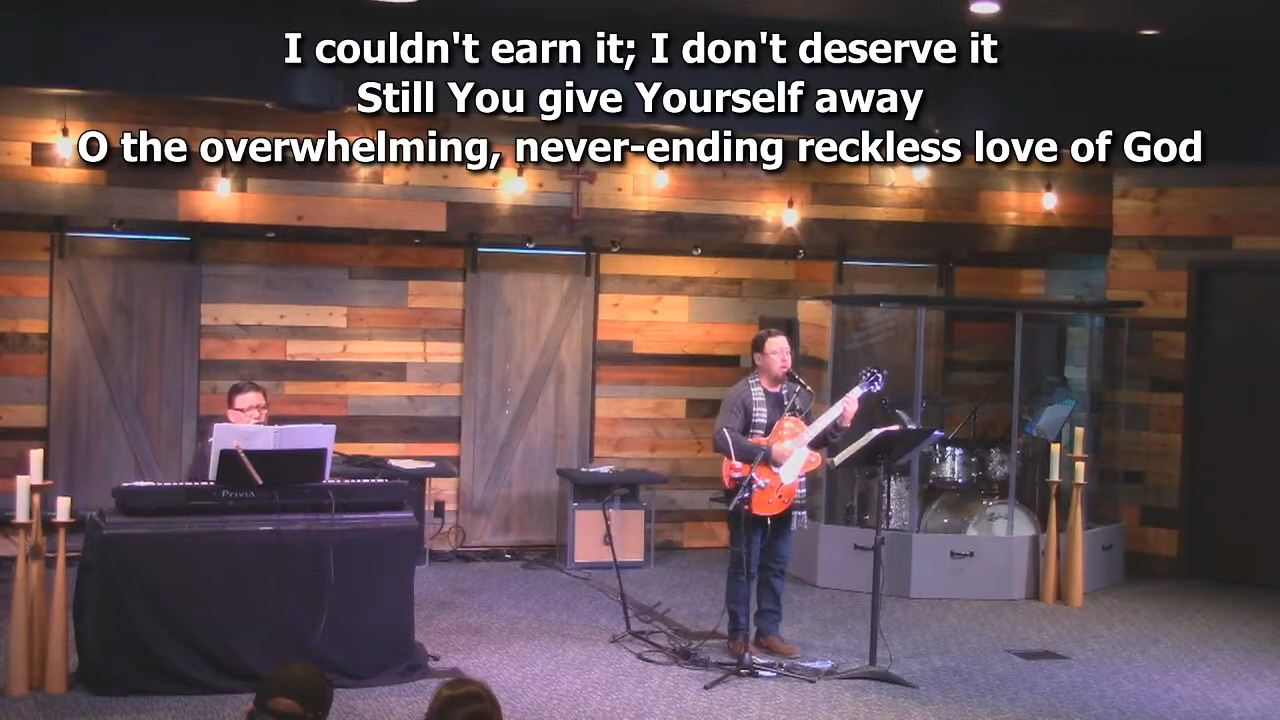 I couldn't earn it; I don't deserve it
Still You give Yourself away
O the overwhelming, never-ending reckless love of God
Privia